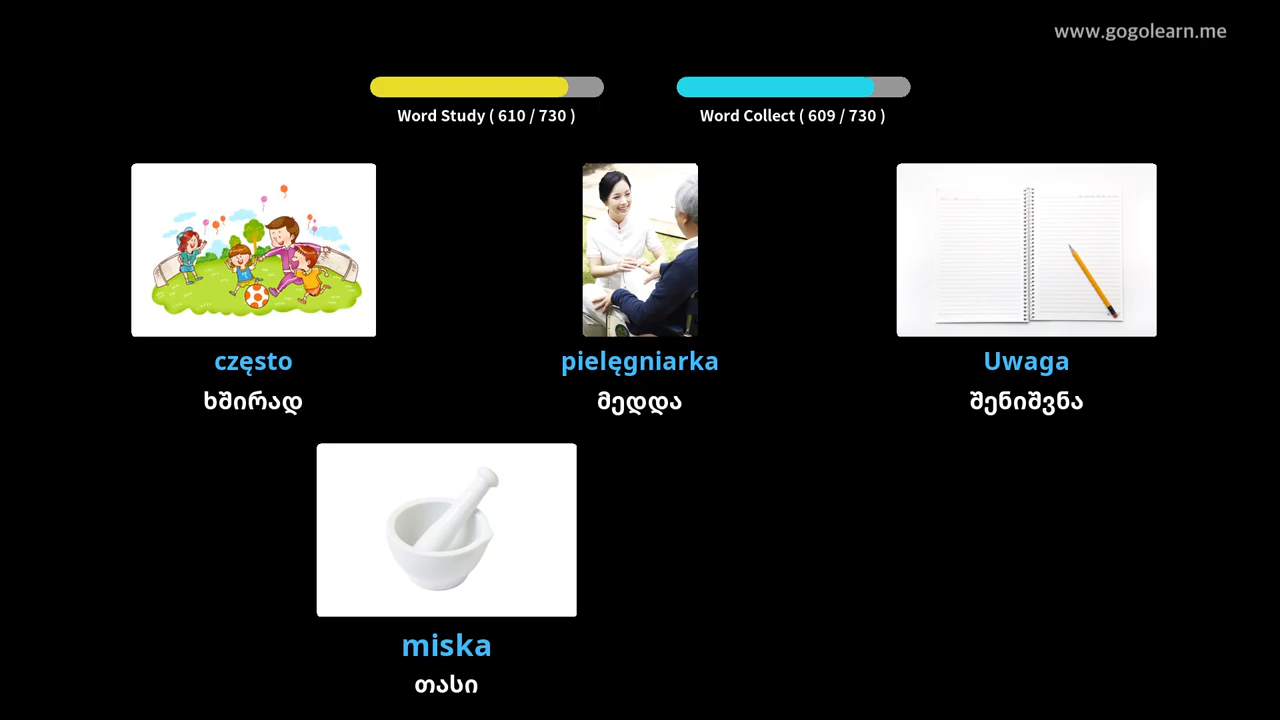 www.gogolearn.me
Word Study ( 610 / 730 )
Word Collect ( 609 / 730 )
często
ხშირად
pielęgniarka
მედდა
Uwaga
შენიშვნა
miska
თასი